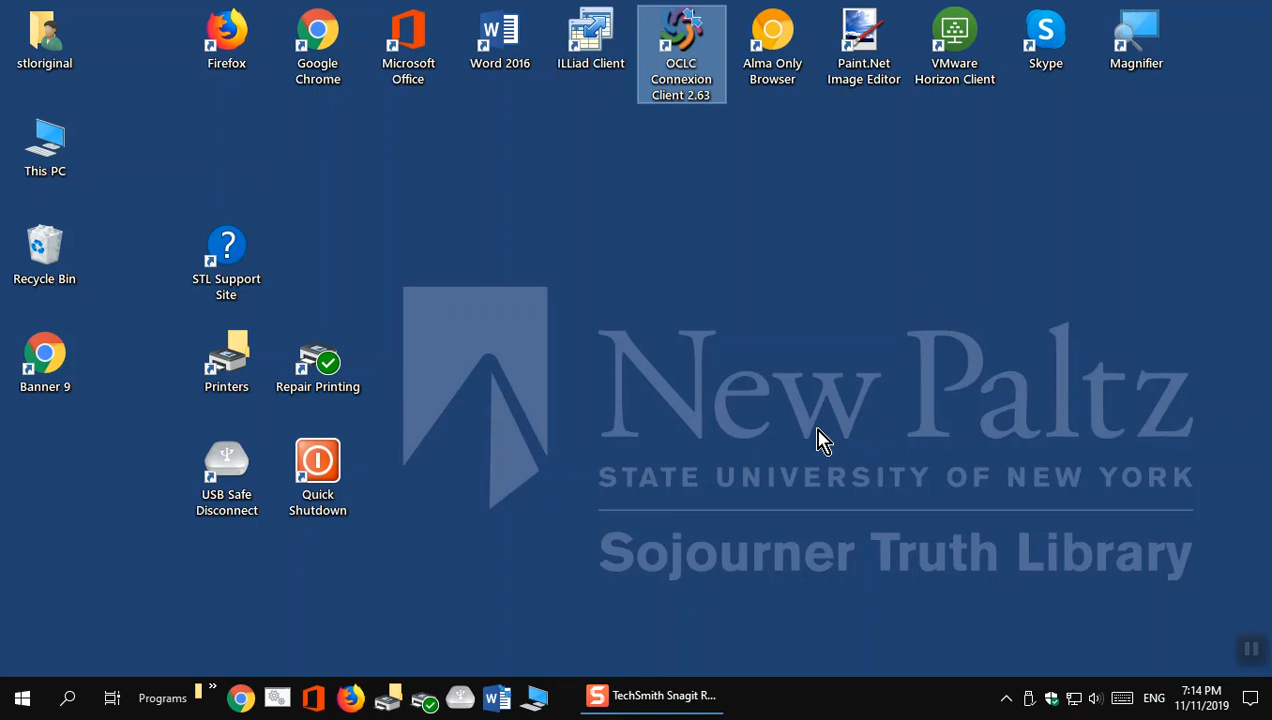 stloriginal
Firefox
Google
Chrome
Microsoft
Office
Word 2016
ILLiad Client
OCLC
Connexion
Client 2.63
Alma Only
Browser
Paint.Net
Image Editor
VMware
Horizon Client
Skype
Magnifier
This PC
Recycle Bin
STL Support
Site
Banner 9
Printers
Repair Printing
USB Safe
Disconnect
Quick
Shutdown
New Paltz
STATE UNIVERSITY OF NEW YORK
Sojourner Truth Library
Programs
»
TechSmith Snagit R...
ENG
7:14 PM
11/11/2019